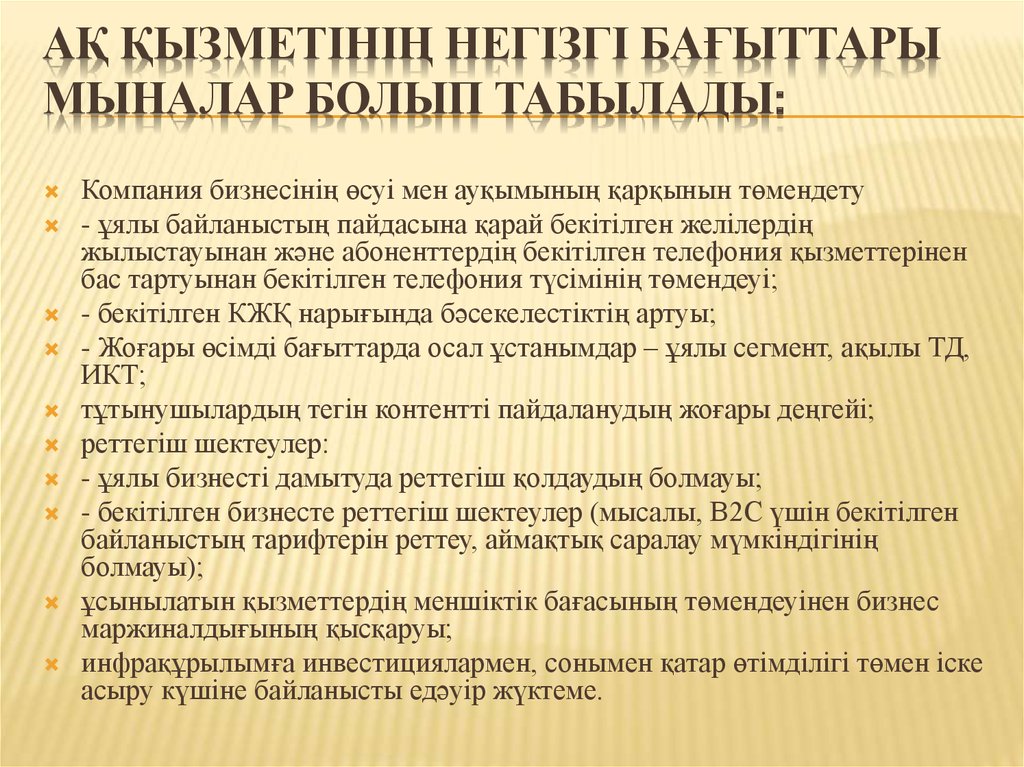 АҚ ҚЫЗМЕТІНІҢ НЕГІЗГІ БАҒЫТТАРЫ
МЫНАЛАР БОЛЫП ТАБЫЛАДЫ:
Компания бизнесінің өсуі мен ауқымының қарқынын төмендету
- ұялы байланыстың пайдасына қарай бекітілген желілердің
жылыстауынан және абоненттердің бекітілген телефония қызметтерінен
бас тартуынан бекітілген телефония түсімінің төмендеуі;
- бекітілген КЖҚ нарығында бәсекелестіктің артуы;
- Жоғары өсімді бағыттарда осал ұстанымдар – ұялы сегмент, ақылы ТД,
ИКТ;
тұтынушылардың тегін контентті пайдаланудың жоғары деңгейі;
реттегіш шектеулер:
- ұялы бизнесті дамытуда реттегіш қолдаудың болмауы;
- бекітілген бизнесте реттегіш шектеулер (мысалы, В2С үшін бекітілген
байланыстың тарифтерін реттеу, аймақтық саралау мүмкіндігінің
болмауы);
ұсынылатын қызметтердің меншіктік бағасының төмендеуінен бизнес
маржиналдығының қысқаруы;
инфрақұрылымға инвестициялармен, сонымен қатар өтімділігі төмен іске
асыру күшіне байланысты едәуір жүктеме.